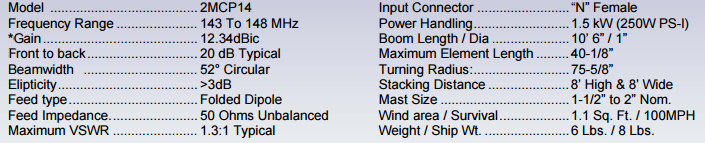 Model ........................ 2MCP14
Frequency Range .................... 143 To 148 MHz
*Gain.................................... 12.34dBic
Front to back......................... 20 dB Typical
Beamwidth ........................... 52° Circular
Elipticity................................ >3dB
Feed type.............................. Folded Dipole
Feed Impedance.................... 50 Ohms Unbalanced
Maximum VSWR .................... 1.3:1 Typical
Input Connector ..................... “N” Female
Power Handling...................... 1.5 kW (250W PS-I)
Boom Length / Dia .................. 10' 6” / 1”
Maximum Element Length ....... 40-1/8”
Turning Radius:...................... 75-5/8”
Stacking Distance .................. 8’ High & 8’ Wide
Mast Size .............................. 1-1/2” to 2” Nom.
Wind area / Survival................ 1.1 Sq. Ft. / 100MPH
Weight / Ship Wt. ................... 6 Lbs. / 8 Lbs.